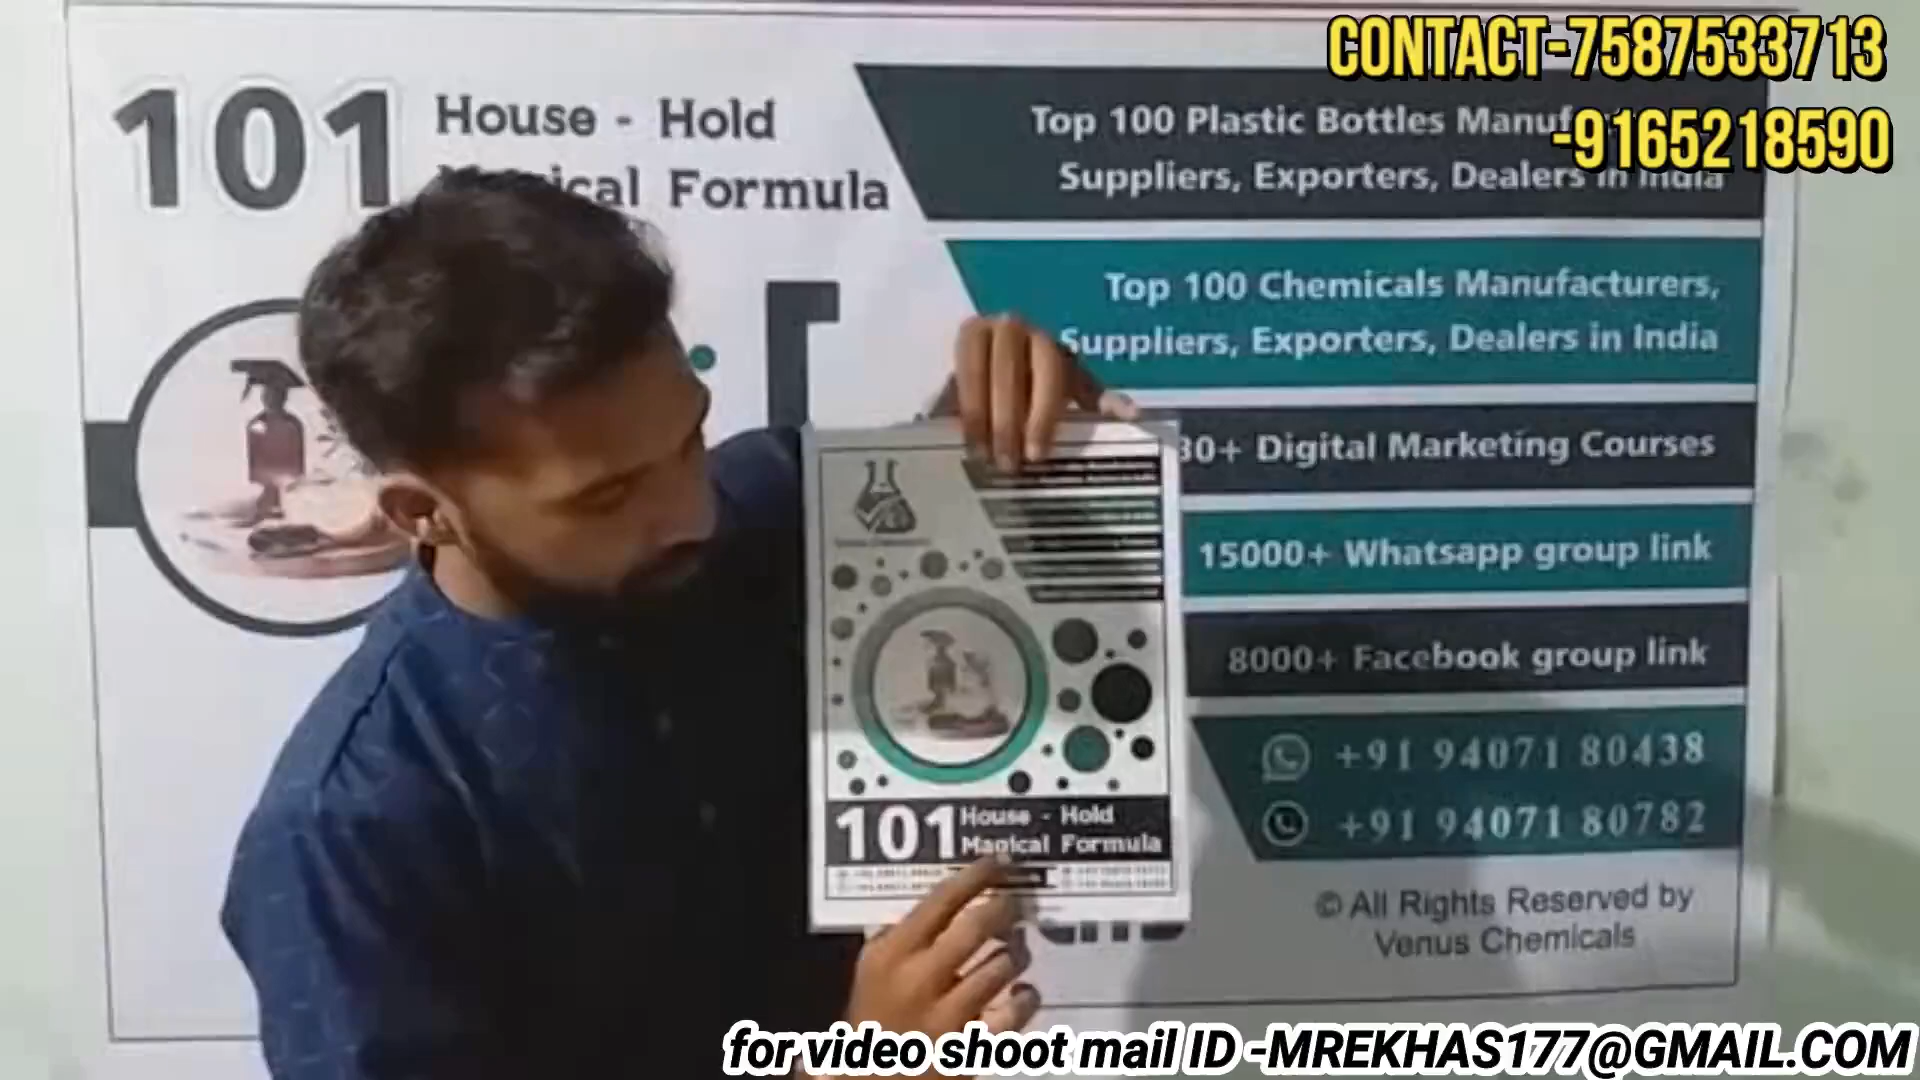 CONTACT-7587533713
-9165218590
101
House - Hold
Formula
Top 100 Plastic Bottles
Suppliers, Exporters, Dealers in India
Top 100 Chemicals Manufacturers,
Suppliers, Exporters, Dealers in India
30+ Digital Marketing Courses
15000+ Whatsapp group link
8000+ Facebook group link
+91 94071 80438
+91 94071 80782
© All Rights Reserved by
Venus Chemicals
101
House - Hold
Magical Formula
for video shoot mail ID -MREKHAS177@GMAIL.COM